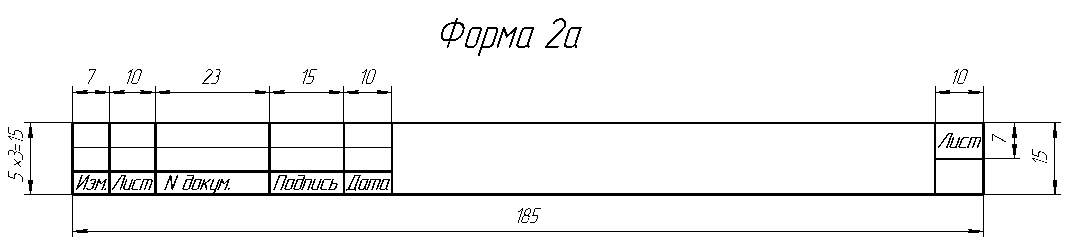 Форма 2а
7 10 23 15 10 10
5 x3=15
Лист
7
15
Изм. Лист N докум. Подпись Дата
185